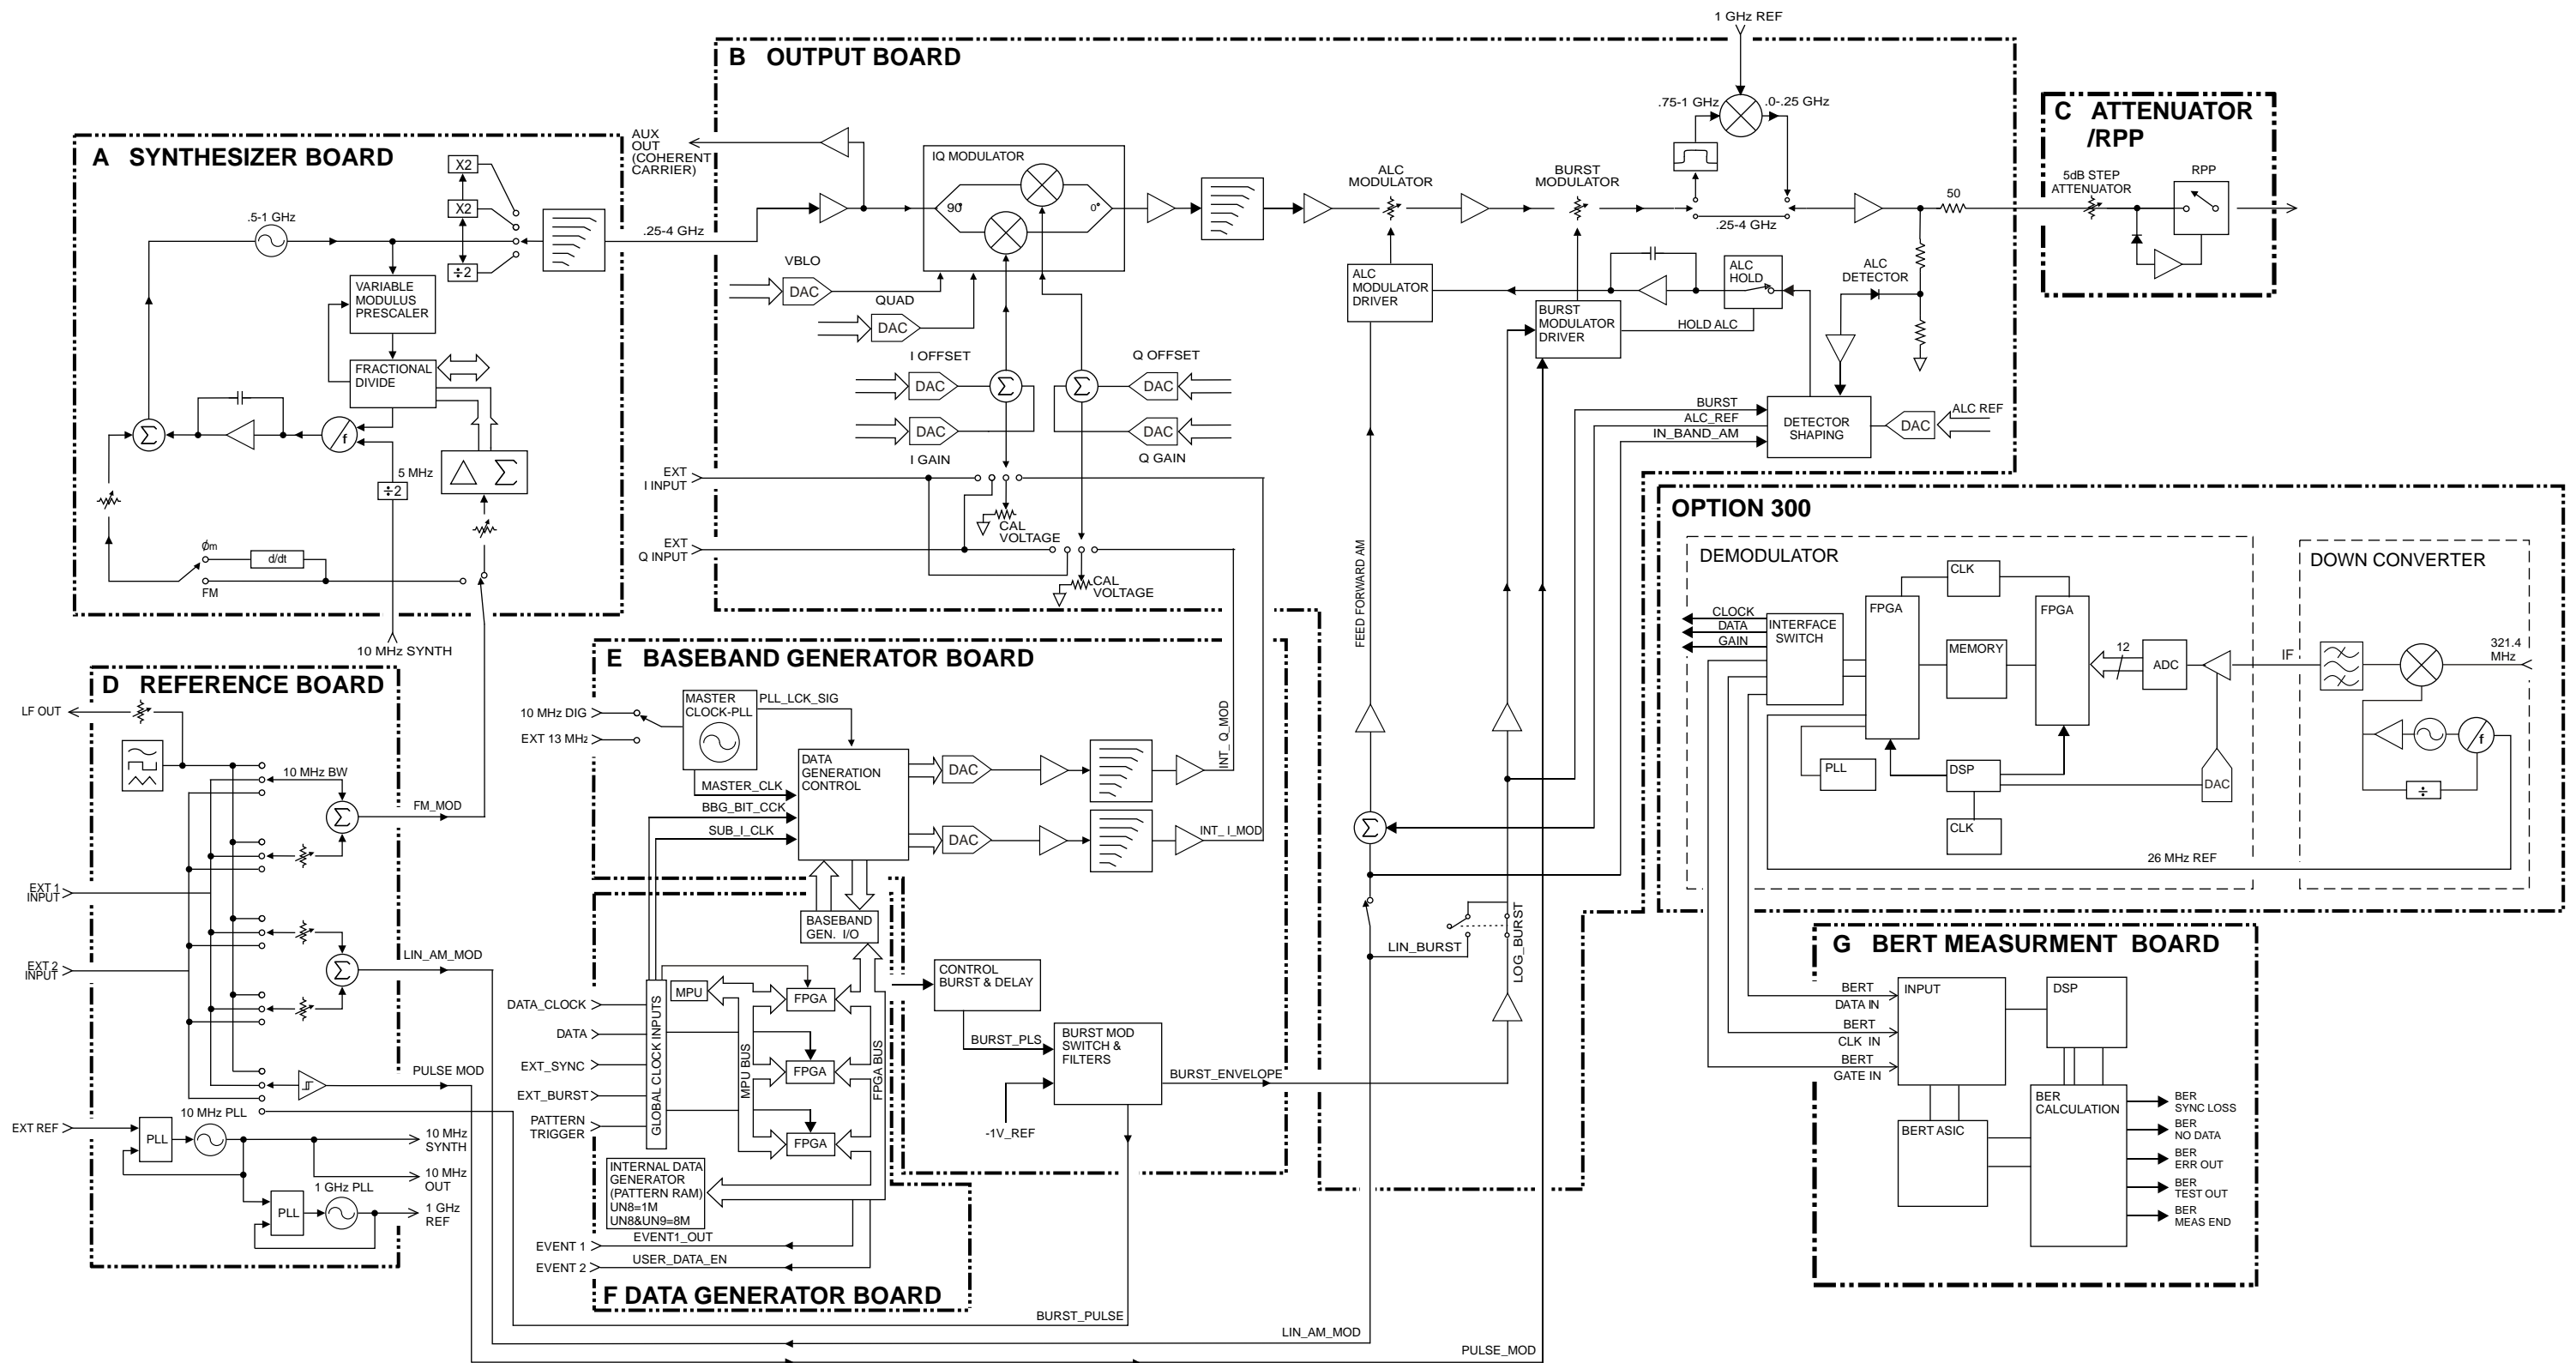 1 GHz REF
B OUTPUT BOARD
.75-1 GHz
.0-.25 GHz
C ATTENUATOR
/RPP
AUX
OUT
(COHERENT
CARRIER)
A SYNTHESIZER BOARD
X2
X2
÷2
.5-1 GHz
.25-4 GHz
VARIABLE
MODULUS
PRESCALER
FRACTIONAL
DIVIDE
Σ
f
5 MHz
÷2
△ Σ
Øm
d/dt
FM
10 MHz SYNTH
IQ MODULATOR
90°
0°
VBLO
DAC
QUAD
DAC
I OFFSET
DAC
Σ
Σ
Q OFFSET
DAC
DAC
I GAIN
DAC
Q GAIN
EXT
I INPUT
CAL
VOLTAGE
EXT
Q INPUT
CAL
VOLTAGE
ALC
MODULATOR
BURST
MODULATOR
.25-4 GHz
50
ALC
MODULATOR
DRIVER
BURST
MODULATOR
DRIVER
ALC
HOLD
HOLD ALC
ALC
DETECTOR
BURST
ALC_REF
IN_BAND_AM
DETECTOR
SHAPING
DAC
ALC REF
5dB STEP
ATTENUATOR
RPP
FEED FORWARD AM
Σ
LIN_BURST
LOG_BURST
OPTION 300
DEMODULATOR
DOWN CONVERTER
CLK
FPGA
FPGA
CLOCK
DATA
GAIN
INTERFACE
SWITCH
MEMORY
12
ADC
IF
321.4
MHz
PLL
DSP
CLK
DAC
f
÷
26 MHz REF
D REFERENCE BOARD
LF OUT
10 MHz BW
Σ
FM_MOD
EXT 1
INPUT
EXT 2
INPUT
Σ
LIN_AM_MOD
PULSE MOD
10 MHz PLL
EXT REF
PLL
10 MHz
SYNTH
10 MHz
OUT
1 GHz PLL
PLL
1 GHz
REF
E BASEBAND GENERATOR BOARD
10 MHz DIG
EXT 13 MHz
MASTER
CLOCK-PLL
PLL_LCK_SIG
MASTER_CLK
BBG_BIT_CCK
SUB_I_CLK
DATA
GENERATION
CONTROL
DAC
DAC
INT_ Q_MOD
INT_ I_MOD
BASEBAND
GEN. I/O
CONTROL
BURST & DELAY
BURST_PLS
BURST MOD
SWITCH &
FILTERS
-1V_REF
BURST_ENVELOPE
DATA_CLOCK
DATA
EXT_SYNC
EXT_BURST
PATTERN
TRIGGER
GLOBAL CLOCK INPUTS
MPU
MPU BUS
FPGA
FPGA
FPGA
FPGA BUS
INTERNAL DATA
GENERATOR
(PATTERN RAM)
UN8=1M
UN8&UN9=8M
EVENT 1
EVENT1_OUT
EVENT 2
USER_DATA_EN
F DATA GENERATOR BOARD
BURST_PULSE
LIN_AM_MOD
PULSE_MOD
G BERT MEASURMENT BOARD
BERT
DATA IN
BERT
CLK IN
BERT
GATE IN
INPUT
DSP
BERT ASIC
BER
CALCULATION
BER
SYNC LOSS
BER
NO DATA
BER
ERR OUT
BER
TEST OUT
BER
MEAS END